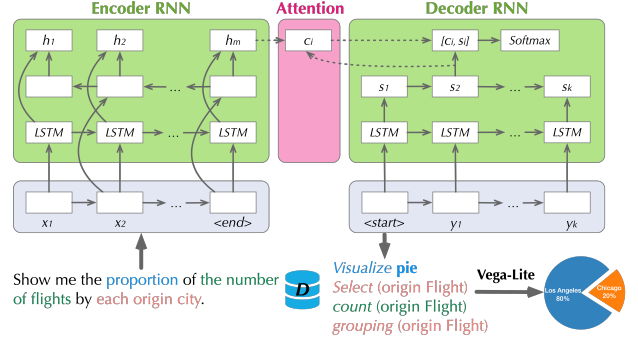 Encoder RNN
Attention
Decoder RNN
h1
h2
hm
ci
[ci, si]
Softmax
...
s1
s2
...
sk
LSTM
LSTM
...
LSTM
LSTM
LSTM
...
LSTM
...
...
x1
x2
<end>
<start>
y1
yk
Show me the proportion of the number
of flights by each origin city.
D
Visualize pie
Select (origin Flight)
count (origin Flight)
grouping (origin Flight)
Vega-Lite
Los Angeles
80%
Chicago
20%